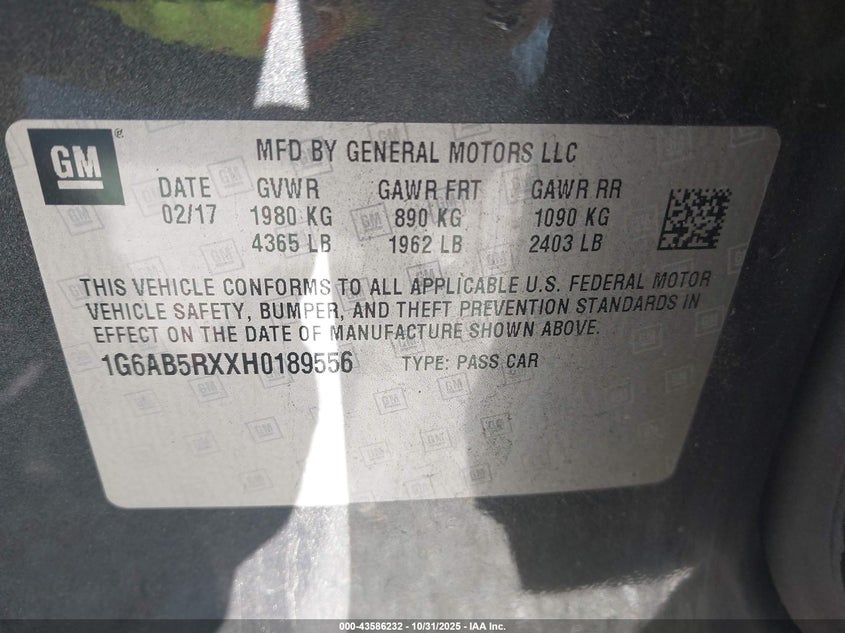 GM
MFD BY GENERAL MOTORS LLC
DATE GVWR GAWR FRT GAWR RR
02/17 1980 KG 890 KG 1090 KG
4365 LB 1962 LB 2403 LB
THIS VEHICLE CONFORMS TO ALL APPLICABLE U.S. FEDERAL MOTOR
VEHICLE SAFETY, BUMPER, AND THEFT PREVENTION STANDARDS IN
EFFECT ON THE DATE OF MANUFACTURE SHOWN ABOVE.
1G6AB5RXXH0189556 TYPE: PASS CAR
000-43586232 - 10/31/2025 - IAA Inc.